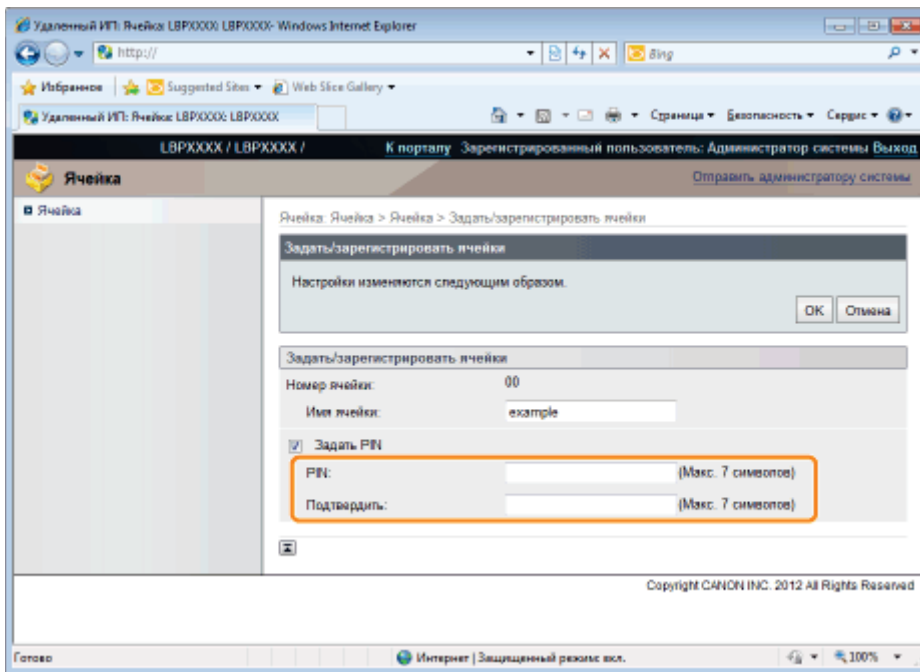 Удаленный ИП: Ячейка: LBPXXXX: LBPXXXX- Windows Internet Explorer
http:// Bing
Избранное Suggested Sites Web Slice Gallery
Удаленный ИП: Ячейка: LBPXXXX: LBPXXXX Страница Безопасность Сервис
LBPXXXX / LBPXXXX / К порталу Зарегистрированный пользователь: Администратор системы Выход
Ячейка Отправить администратору системы
Ячейка
Ячейка: Ячейка > Ячейка > Задать/зарегистрировать ячейки
Задать/зарегистрировать ячейки
Настройки изменяются следующим образом.
OK Отмена
Задать/зарегистрировать ячейки
Номер ячейки: 00
Имя ячейки: example
Задать PIN
PIN: (Макс. 7 символов)
Подтвердить: (Макс. 7 символов)
Copyright CANON INC. 2012 All Rights Reserved
Готово Интернет | Защищенный режим: вкл. 100%